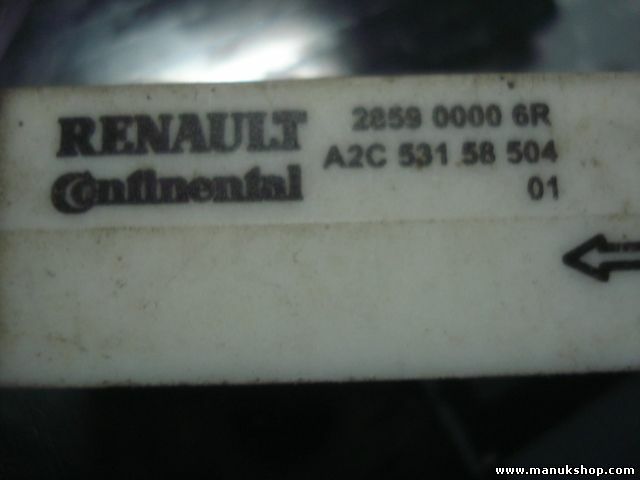 RENAULT 2859 0000 6R
A2C 531 58 504
Continental 01
www.manukshop.com